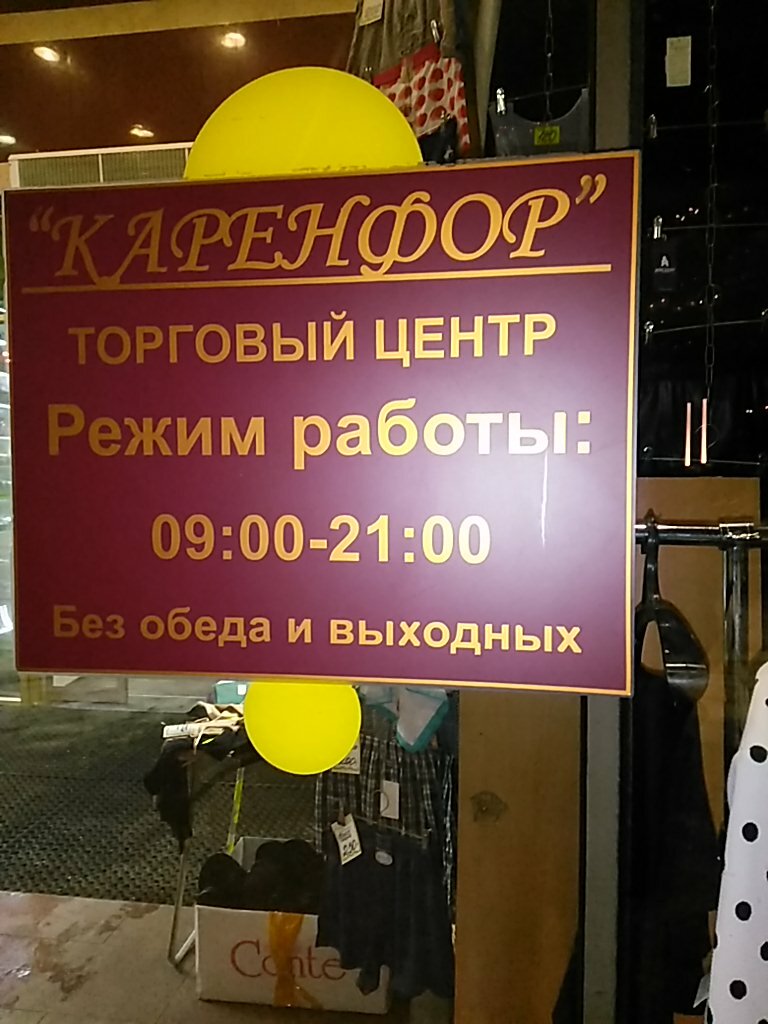 “КАРЕНФОР”
ТОРГОВЫЙ ЦЕНТР
Режим работы:
09:00-21:00
Без обеда и выходных
Conte